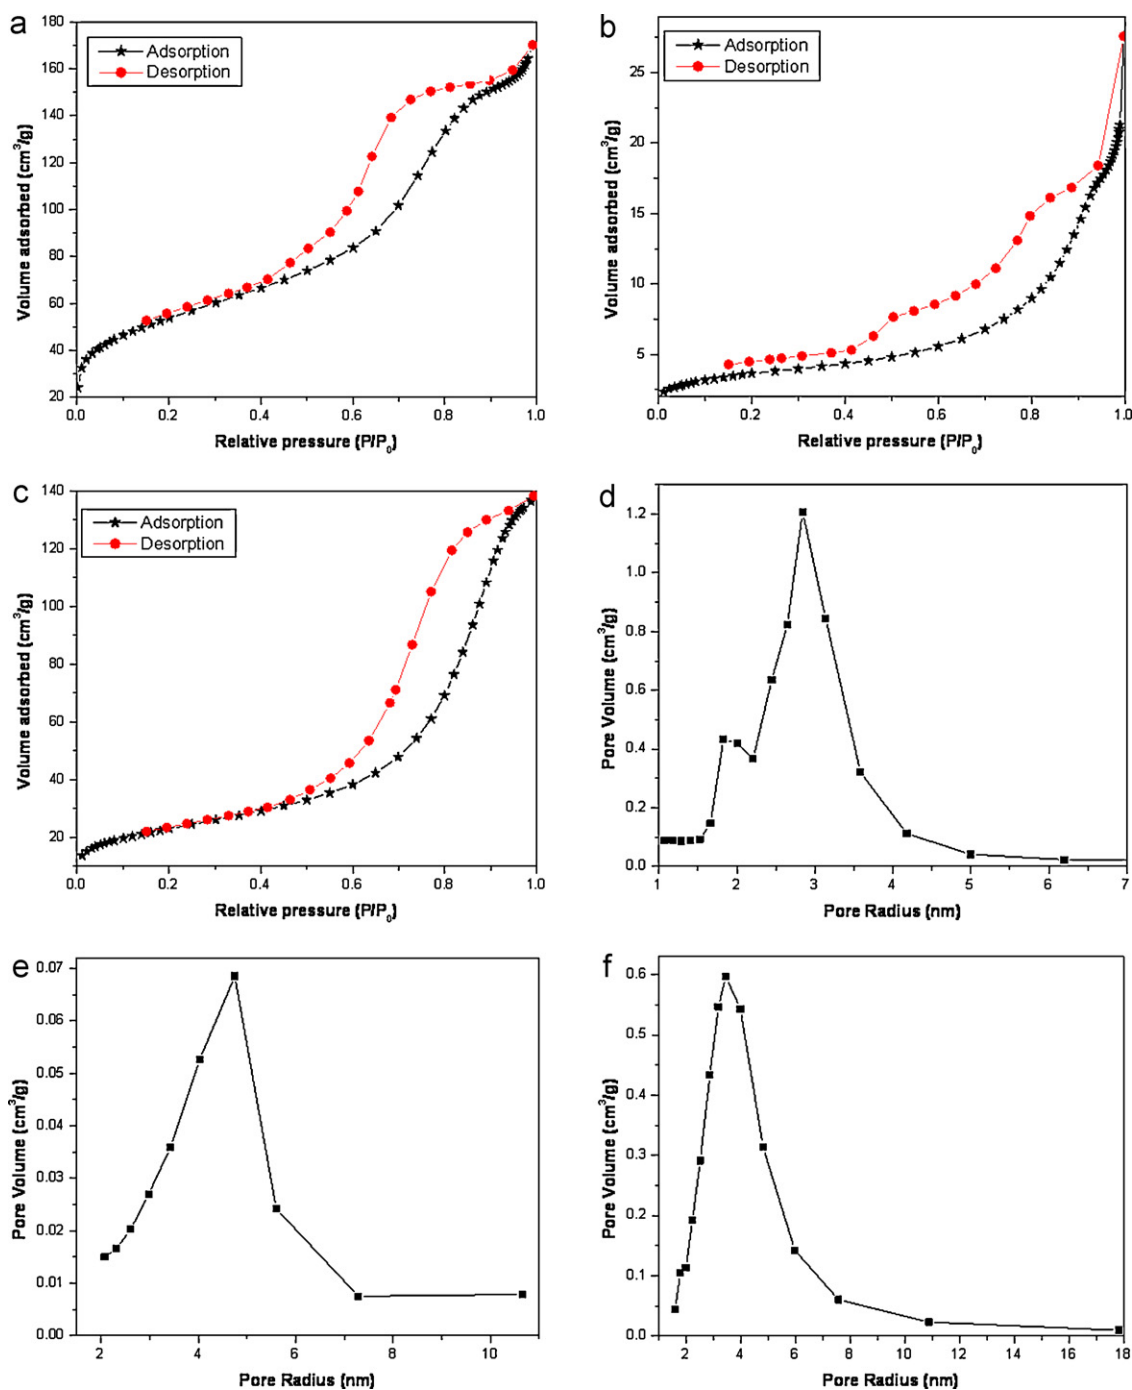 a
180
160
140
120
100
80
60
40
20
Volume adsorbed (cm³/g)
Adsorption
Desorption
0.0 0.2 0.4 0.6 0.8 1.0
Relative pressure (P/P₀)
b
25
20
15
10
5
Volume adsorbed (cm³/g)
Adsorption
Desorption
0.0 0.2 0.4 0.6 0.8 1.0
Relative pressure (P/P₀)
c
140
120
100
80
60
40
20
Volume adsorbed (cm³/g)
Adsorption
Desorption
0.0 0.2 0.4 0.6 0.8 1.0
Relative pressure (P/P₀)
d
1.2
1.0
0.8
0.6
0.4
0.2
0.0
Pore Volume (cm³/g)
1 2 3 4 5 6 7
Pore Radius (nm)
e
0.07
0.06
0.05
0.04
0.03
0.02
0.01
0.00
Pore Volume (cm³/g)
2 4 6 8 10
Pore Radius (nm)
f
0.6
0.5
0.4
0.3
0.2
0.1
0.0
Pore Volume (cm³/g)
2 4 6 8 10 12 14 16 18
Pore Radius (nm)